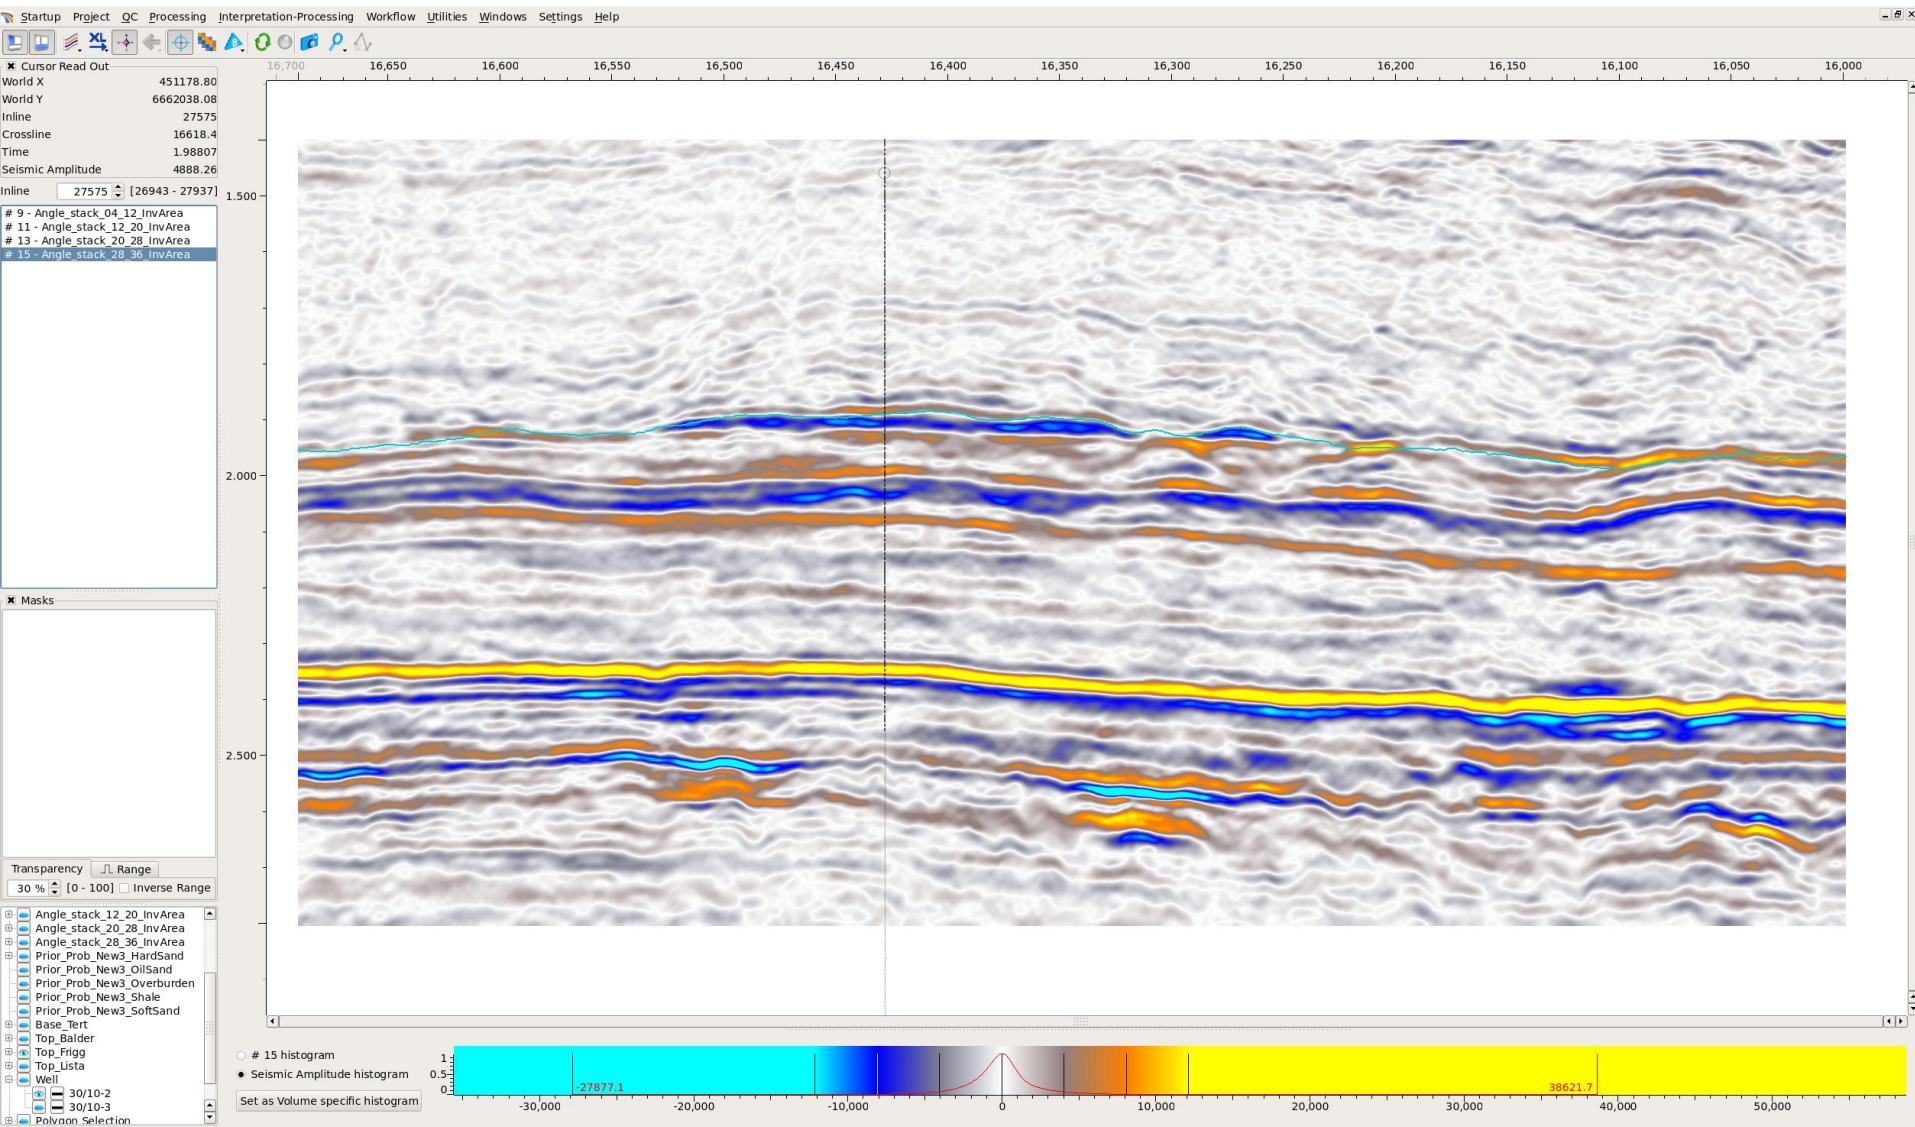 Startup Project QC Processing Interpretation-Processing Workflow Utilities Windows Settings Help
XL
Cursor Read Out
16,700 16,650 16,600 16,550 16,500 16,450 16,400 16,350 16,300 16,250 16,200 16,150 16,100 16,050 16,000
World X 451178.80
World Y 6662038.08
Inline 27575
Crossline 16618.4
Time 1.98807
Seismic Amplitude 4888.26
Inline 27575 [26943 - 27937]
# 9 - Angle_stack_04_12_InvArea
# 11 - Angle_stack_12_20_InvArea
# 13 - Angle_stack_20_28_InvArea
# 15 - Angle_stack_28_36_InvArea
1.500
2.000
2.500
Masks
Transparency Range
30 % [0 - 100] Inverse Range
Angle_stack_12_20_InvArea
Angle_stack_20_28_InvArea
Angle_stack_28_36_InvArea
Prior_Prob_New3_HardSand
Prior_Prob_New3_OilSand
Prior_Prob_New3_Overburden
Prior_Prob_New3_Shale
Prior_Prob_New3_SoftSand
Base_Tert
Top_Balder
Top_Frigg
Top_Lista
Well
30/10-2
30/10-3
Polygon Selection
# 15 histogram
Seismic Amplitude histogram
Set as Volume specific histogram
1
0.5
0
-27877.1 38621.7
-30,000 -20,000 -10,000 0 10,000 20,000 30,000 40,000 50,000